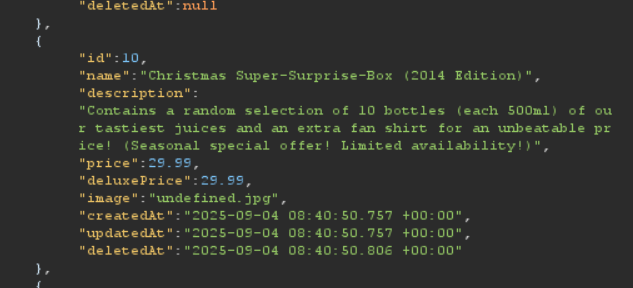 "deletedAt":null
},
{
"id":10,
"name":"Christmas Super-Surprise-Box (2014 Edition)",
"description":
"Contains a random selection of 10 bottles (each 500ml) of ou
r tastiest juices and an extra fan shirt for an unbeatable pr
ice! (Seasonal special offer! Limited availability!)",
"price":29.99,
"deluxePrice":29.99,
"image":"undefined.jpg",
"createdAt":"2025-09-04 08:40:50.757 +00:00",
"updatedAt":"2025-09-04 08:40:50.757 +00:00",
"deletedAt":"2025-09-04 08:40:50.806 +00:00"
},
{